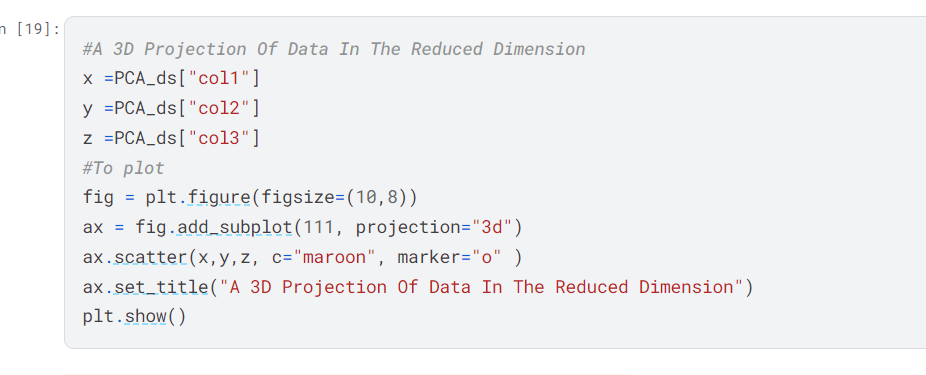 n [19]:
#A 3D Projection Of Data In The Reduced Dimension
x =PCA_ds["col1"]
y =PCA_ds["col2"]
z =PCA_ds["col3"]
#To plot
fig = plt.figure(figsize=(10,8))
ax = fig.add_subplot(111, projection="3d")
ax.scatter(x,y,z, c="maroon", marker="o" )
ax.set_title("A 3D Projection Of Data In The Reduced Dimension")
plt.show()